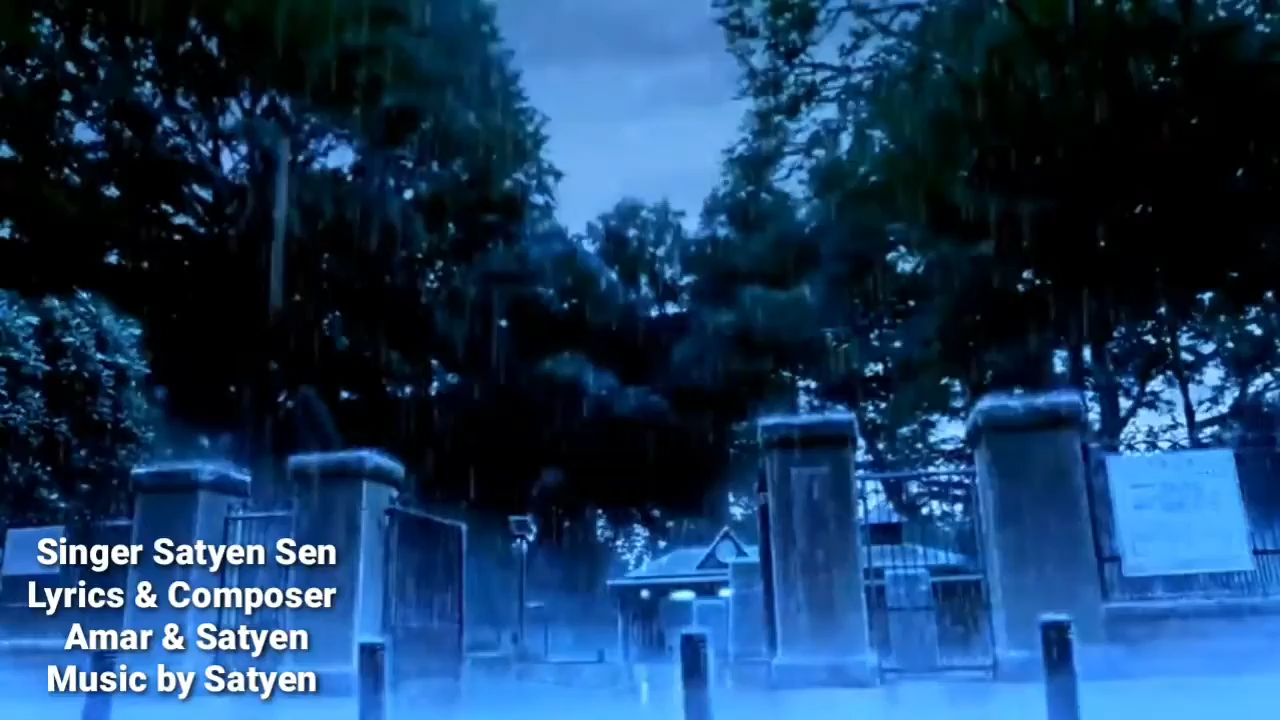 Singer Satyen Sen
Lyrics & Composer
Amar & Satyen
Music by Satyen